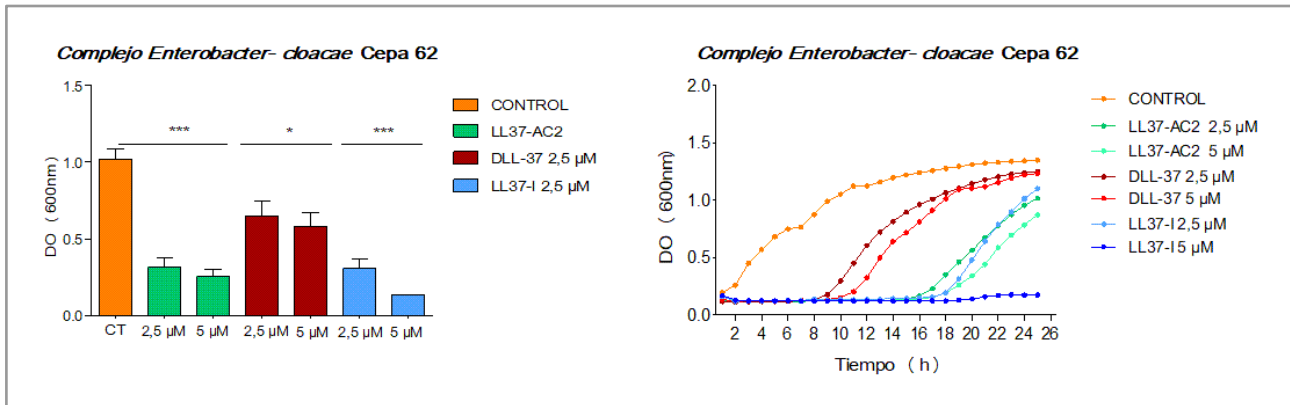 Complejo Enterobacter- cloacae Cepa 62
DO (600nm)
1.5
1.0
0.5
0.0
***
*
***
CT
2,5 µM
5 µM
2,5 µM
5 µM
2,5 µM
5 µM
CONTROL
LL37-AC2
DLL-37 2,5 µM
LL37-I 2,5 µM
Complejo Enterobacter- cloacae Cepa 62
DO (600nm)
2.0
1.5
1.0
0.5
0.0
2 4 6 8 10 12 14 16 18 20 22 24 26
Tiempo (h)
CONTROL
LL37-AC2 2,5 µM
LL37-AC2 5 µM
DLL-37 2,5 µM
DLL-37 5 µM
LL37-I 2,5 µM
LL37-I 5 µM